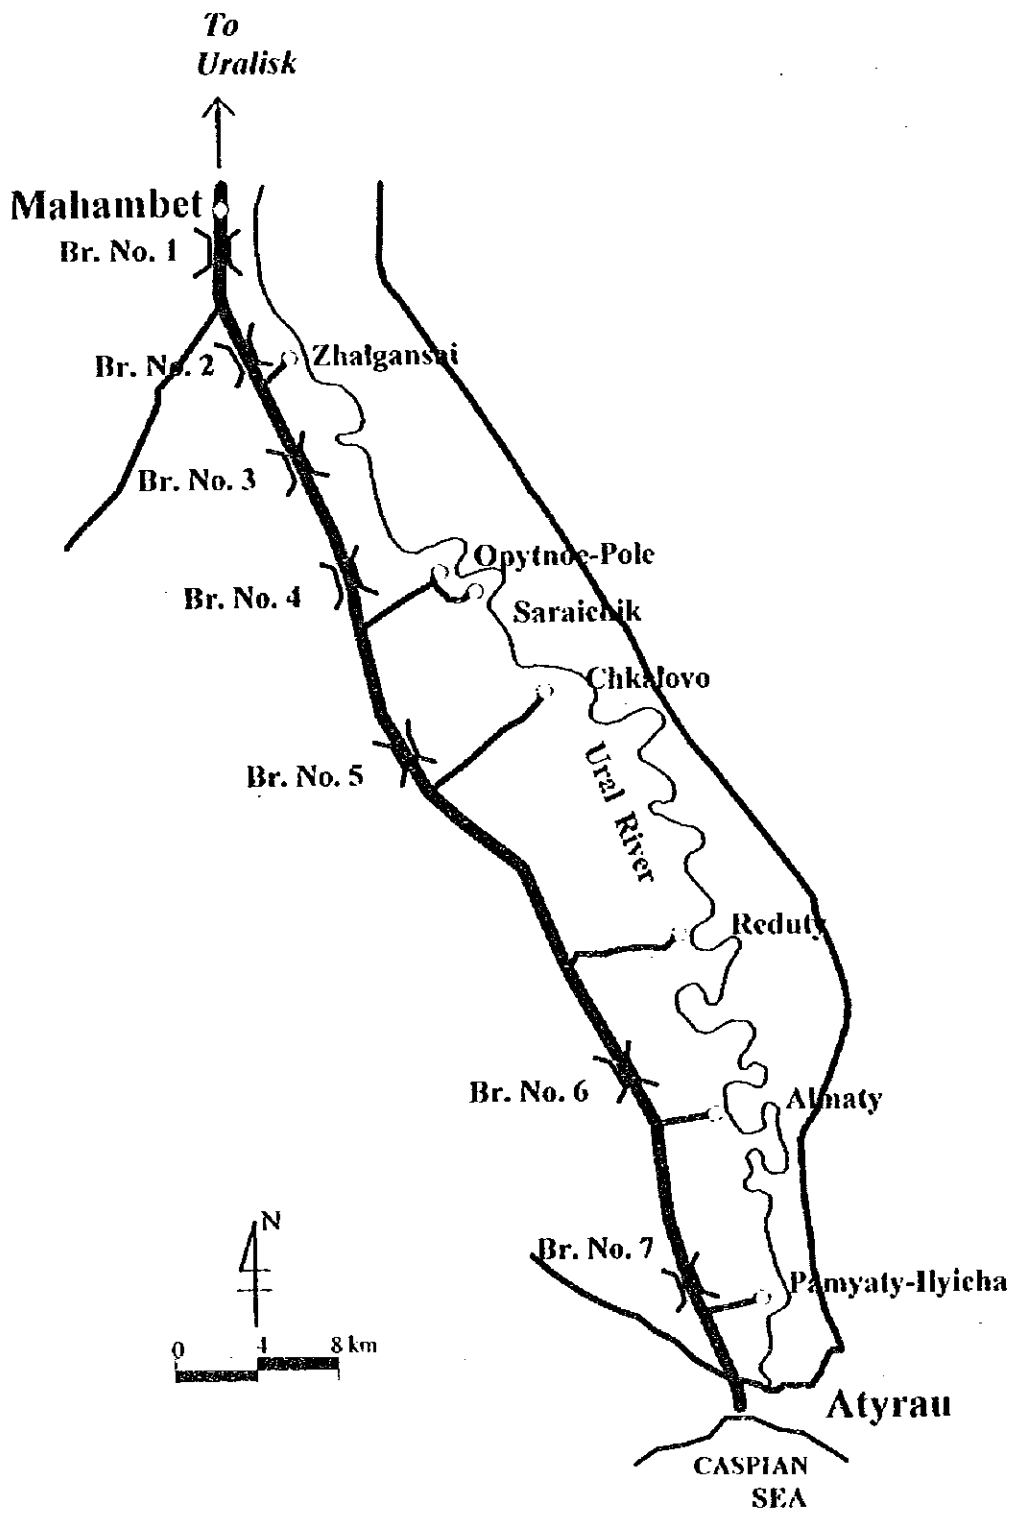 To
Uralisk
Mahambet
Br. No. 1
Zhalgansai
Br. No. 2
Br. No. 3
Opytnoe-Pole
Br. No. 4
Saraichik
Chkalovo
Br. No. 5
Ural River
Reduty
Br. No. 6
Almaty
N
Br. No. 7
Pamyaty-Ilyicha
0 4 8 km
Atyrau
CASPIAN
SEA